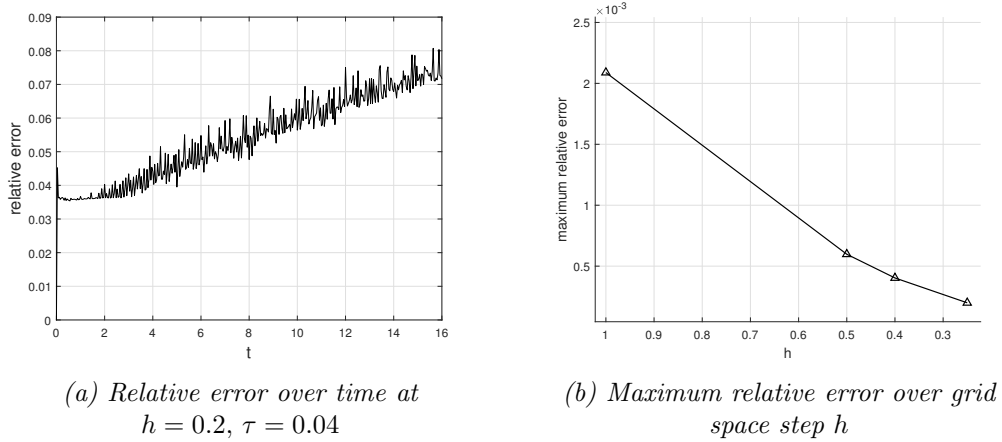 0.09
0.08
0.07
0.06
0.05
0.04
0.03
0.02
0.01
0
relative error
0 2 4 6 8 10 12 14 16
t
(a) Relative error over time at
h = 0.2, τ = 0.04
×10⁻³
2.5
2
1.5
1
0.5
maximum relative error
1 0.9 0.8 0.7 0.6 0.5 0.4 0.3
h
(b) Maximum relative error over grid
space step h